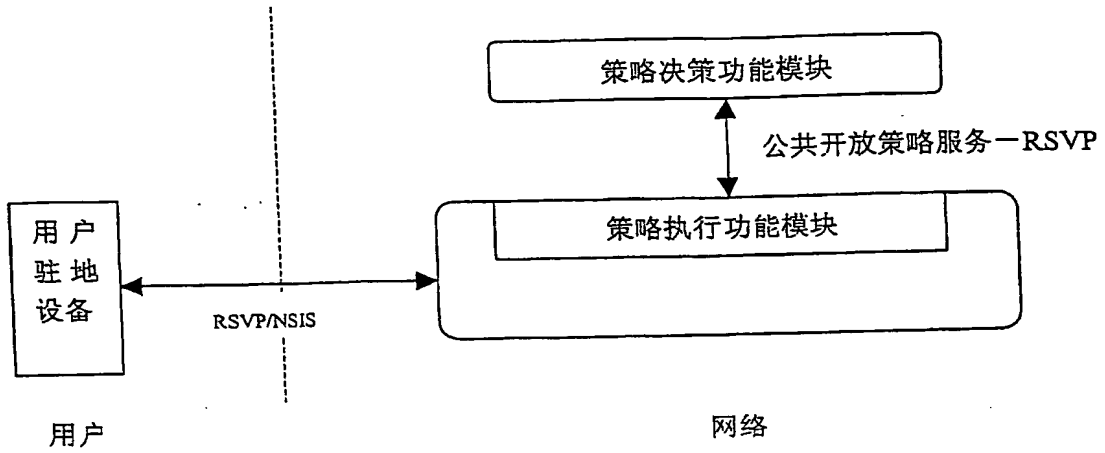 策略决策功能模块
公共开放策略服务－RSVP
策略执行功能模块
用户
驻地
设备
RSVP/NSIS
用户
网络